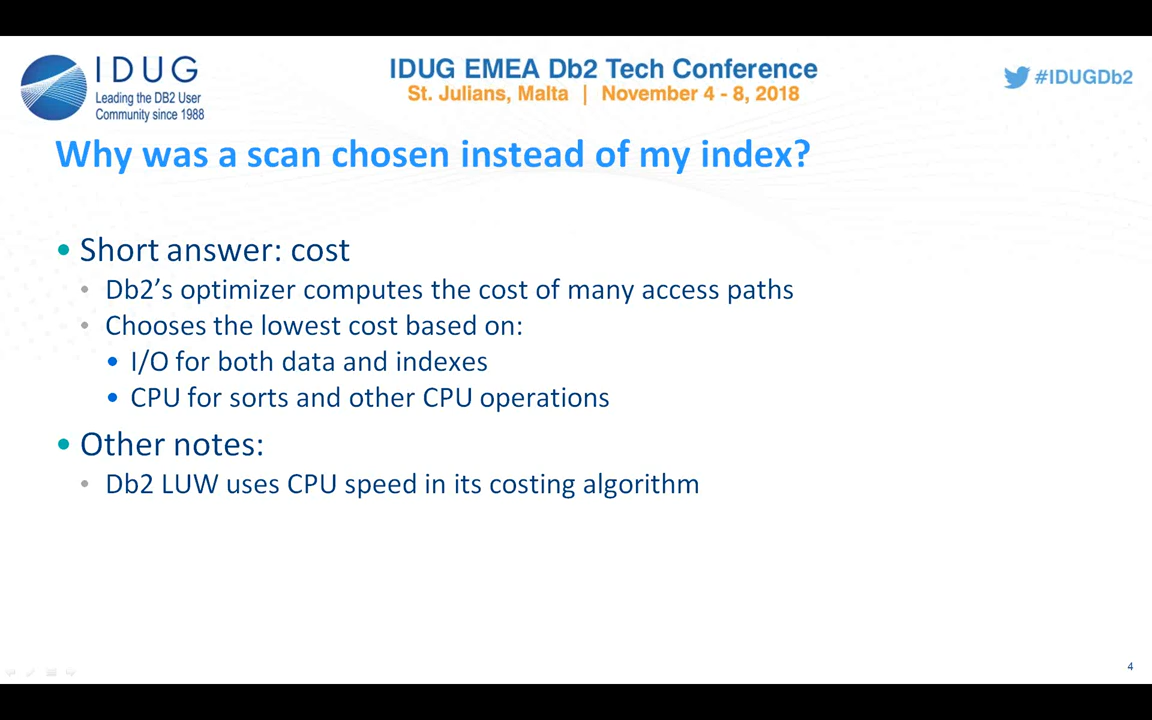 IDUG
Leading the DB2 User
Community since 1988
IDUG EMEA Db2 Tech Conference
St. Julians, Malta | November 4 - 8, 2018
#IDUGDb2
Why was a scan chosen instead of my index?
• Short answer: cost
• Db2’s optimizer computes the cost of many access paths
• Chooses the lowest cost based on:
• I/O for both data and indexes
• CPU for sorts and other CPU operations
• Other notes:
• Db2 LUW uses CPU speed in its costing algorithm
4